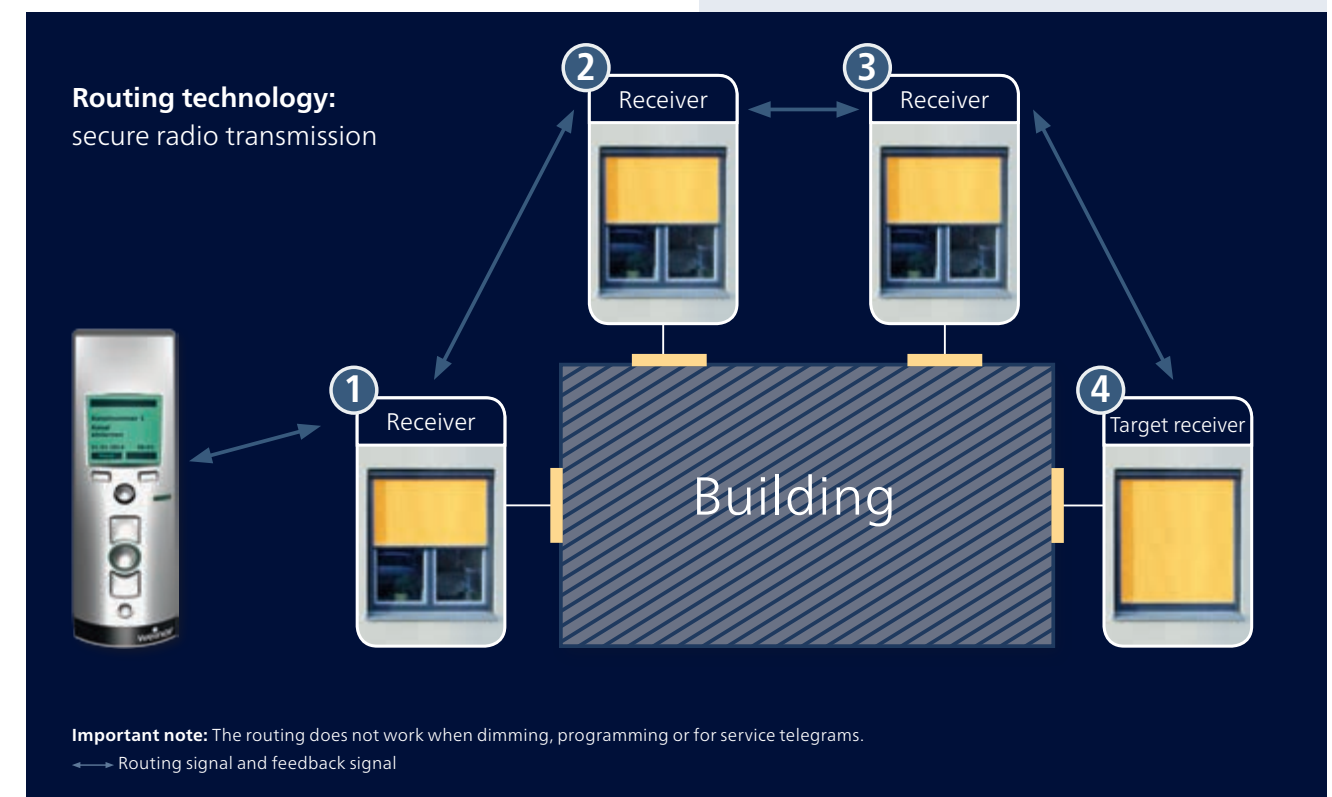 Routing technology:
secure radio transmission
2
Receiver
3
Receiver
1
Receiver
4
Target receiver
Building
weinor
Important note: The routing does not work when dimming, programming or for service telegrams.
Routing signal and feedback signal